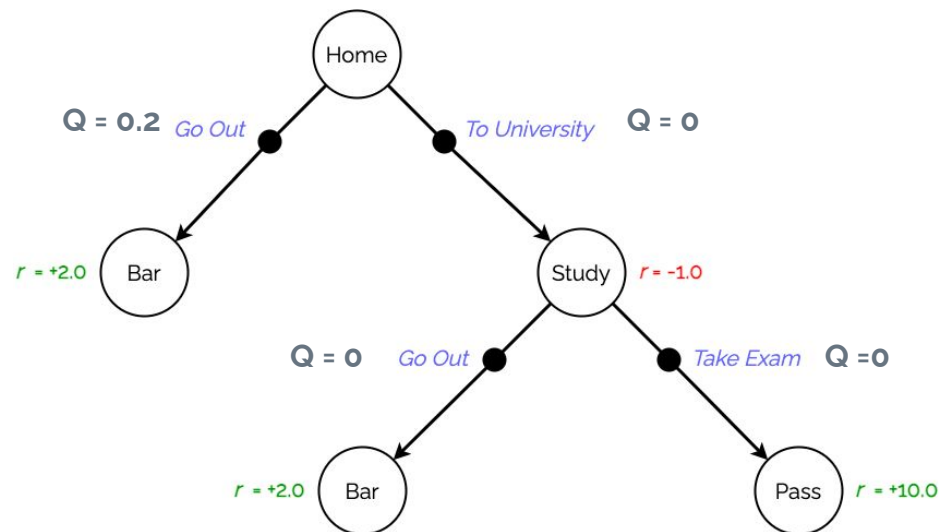 Home
Q = 0.2 Go Out
To University Q = 0
r = +2.0 Bar
Study r = -1.0
Q = 0 Go Out
Take Exam Q =0
r = +2.0 Bar
Pass r = +10.0